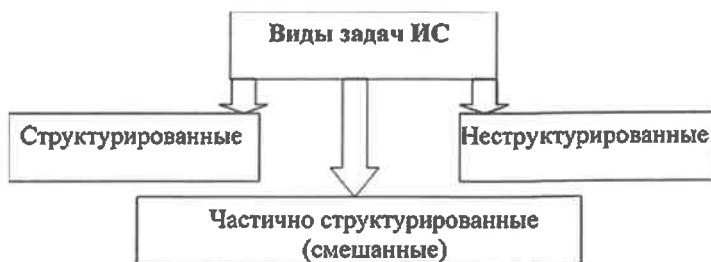 Виды задач ИС
Структурированные
Неструктурированные
Частично структурированные
(смешанные)